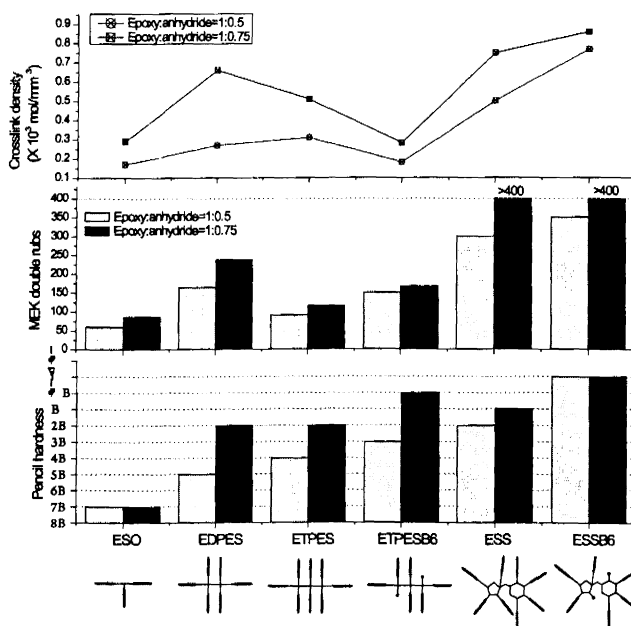 Epoxy:anhydride=1:0.5
Epoxy:anhydride=1:0.75
0.9
0.8
0.7
0.6
0.5
0.4
0.3
0.2
0.1
Crosslink density
(X 10³ mol/mm⁻³)
>400 >400
400
350
300
250
200
150
100
50
0
MEK double rubs
Epoxy:anhydride=1:0.5
Epoxy:anhydride=1:0.75
B
B
2B
3B
4B
5B
6B
7B
8B
Pencil hardness
ESO EDPES ETPES ETPESB6 ESS ESSB6